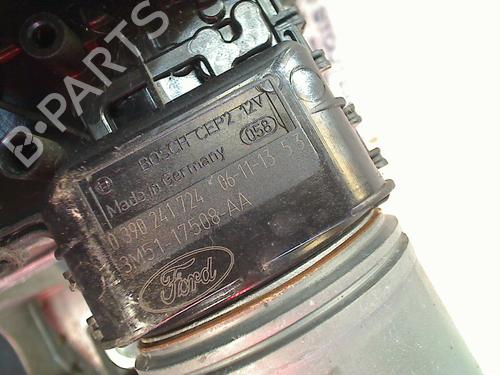 B-PARTS
BOSCH CEP2 12V
Made in Germany 058
0 390 241 724 06-11-13 53
3M51-17508-AA
Ford